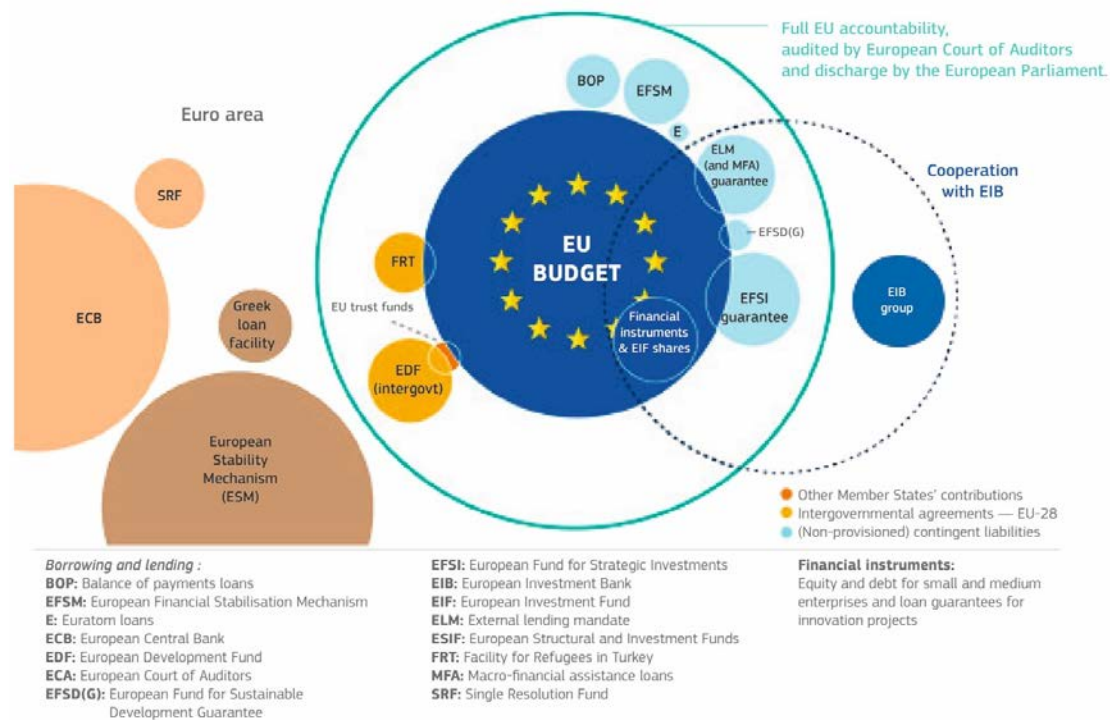 Full EU accountability,
audited by European Court of Auditors
and discharge by the European Parliament.
Euro area
BOP
EFSM
E
ELM
(and MFA)
guarantee
Cooperation
with EIB
SRF
EFSD(G)
EU
BUDGET
FRT
EU trust funds
ECB
Greek
loan
facility
EFSI
guarantee
EIB
group
Financial
instruments
& EIF shares
EDF
(intergovt)
European
Stability
Mechanism
(ESM)
Other Member States' contributions
Intergovernmental agreements — EU-28
(Non-provisioned) contingent liabilities
Borrowing and lending :
BOP: Balance of payments loans
EFSM: European Financial Stabilisation Mechanism
E: Euratom loans
ECB: European Central Bank
EDF: European Development Fund
ECA: European Court of Auditors
EFSD(G): European Fund for Sustainable
Development Guarantee
EFSI: European Fund for Strategic Investments
EIB: European Investment Bank
EIF: European Investment Fund
ELM: External lending mandate
ESIF: European Structural and Investment Funds
FRT: Facility for Refugees in Turkey
MFA: Macro-financial assistance loans
SRF: Single Resolution Fund
Financial instruments:
Equity and debt for small and medium
enterprises and loan guarantees for
innovation projects